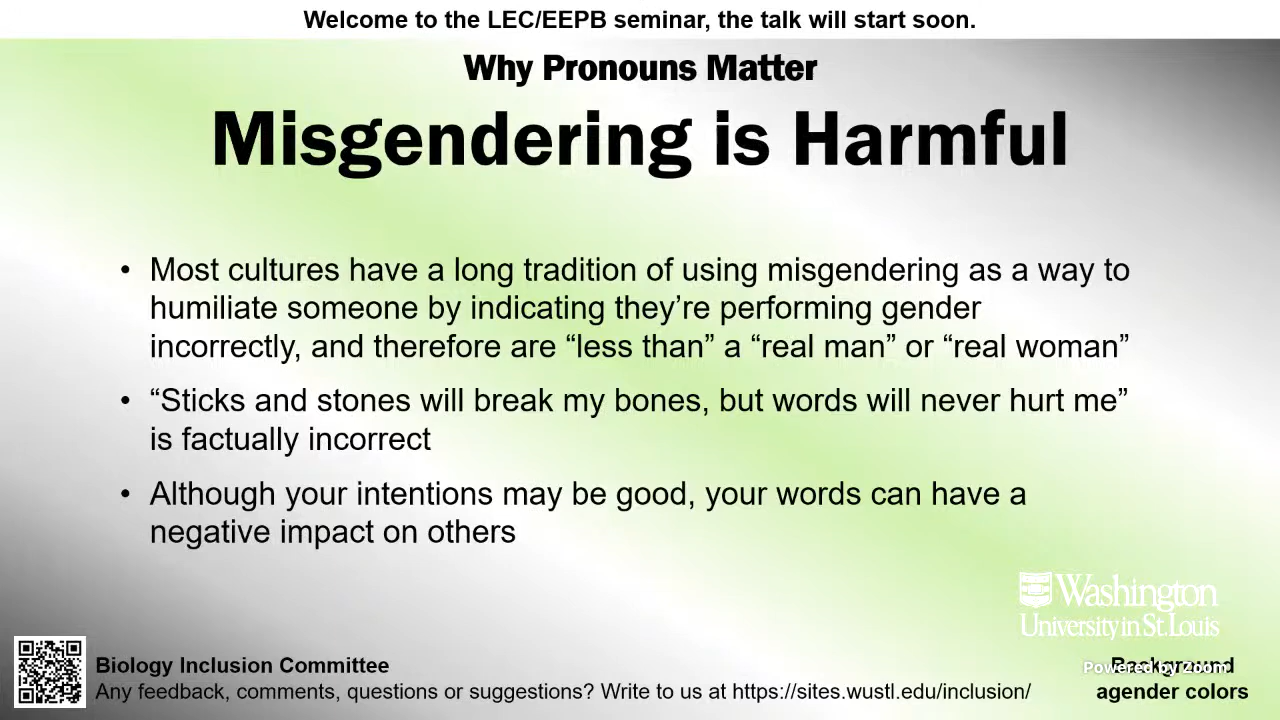 Welcome to the LEC/EEPB seminar, the talk will start soon.
Why Pronouns Matter
Misgendering is Harmful
• Most cultures have a long tradition of using misgendering as a way to
humiliate someone by indicating they’re performing gender
incorrectly, and therefore are “less than” a “real man” or “real woman”
• “Sticks and stones will break my bones, but words will never hurt me”
is factually incorrect
• Although your intentions may be good, your words can have a
negative impact on others
Washington
University in St. Louis
Biology Inclusion Committee
Any feedback, comments, questions or suggestions? Write to us at https://sites.wustl.edu/inclusion/
Powered by Zoom
Background
agender colors